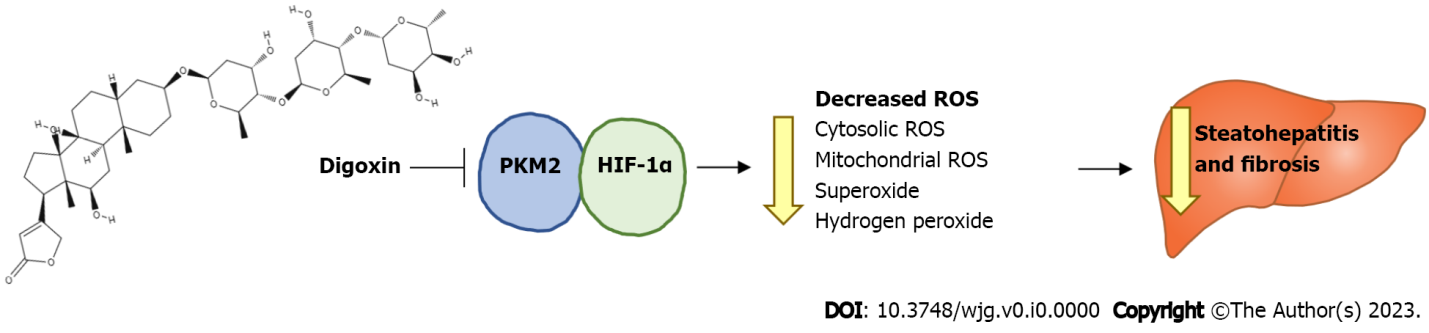 Digoxin
PKM2
HIF-1α
Decreased ROS
Cytosolic ROS
Mitochondrial ROS
Superoxide
Hydrogen peroxide
Steatohepatitis
and fibrosis
H
O
O
H
O
O
O
H
O
H
O
O
O
O
H
H
H
O
H
H
O
H
O
O
DOI: 10.3748/wjg.v0.i0.0000 Copyright ©The Author(s) 2023.